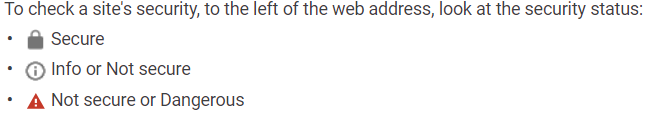 To check a site's security, to the left of the web address, look at the security status:
• Secure
• Info or Not secure
• Not secure or Dangerous